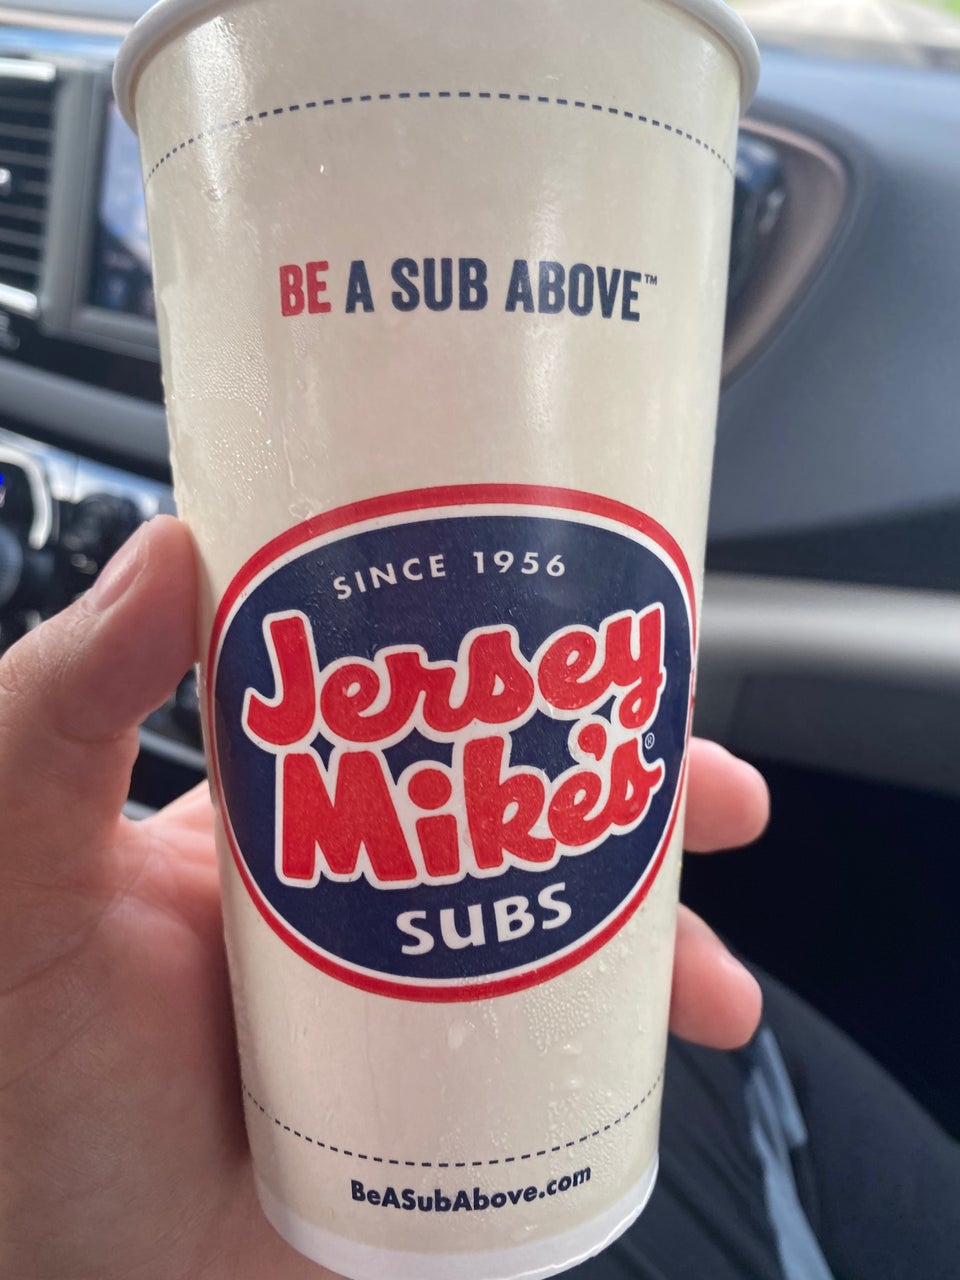 BE A SUB ABOVE™
SINCE 1956
Jersey
Mike's®
SUBS
BeASubAbove.com